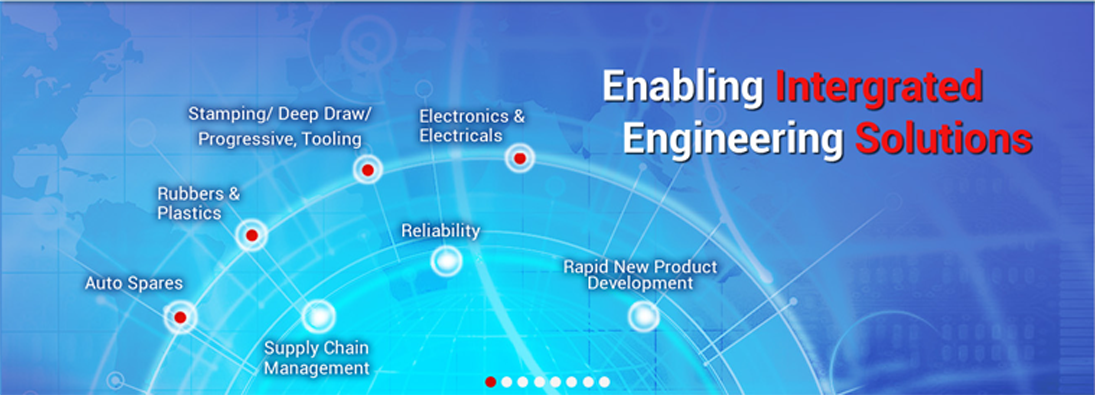 Enabling Intergrated
Engineering Solutions
Stamping/ Deep Draw/
Progressive, Tooling
Electronics &
Electricals
Rubbers &
Plastics
Reliability
Rapid New Product
Development
Auto Spares
Supply Chain
Management